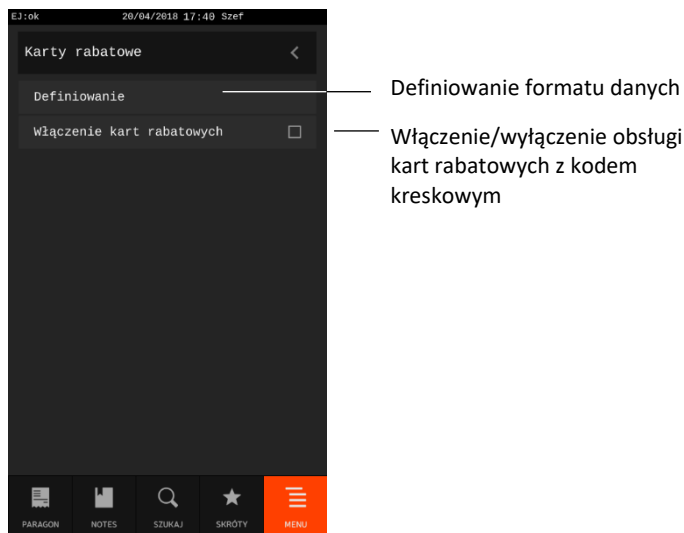 EJ:ok 20/04/2018 17:40 Szef
Karty rabatowe
Definiowanie
Włączenie kart rabatowych
Definiowanie formatu danych
Włączenie/wyłączenie obsługi
kart rabatowych z kodem
kreskowym
PARAGON NOTES SZUKAJ SKRÓTY MENU